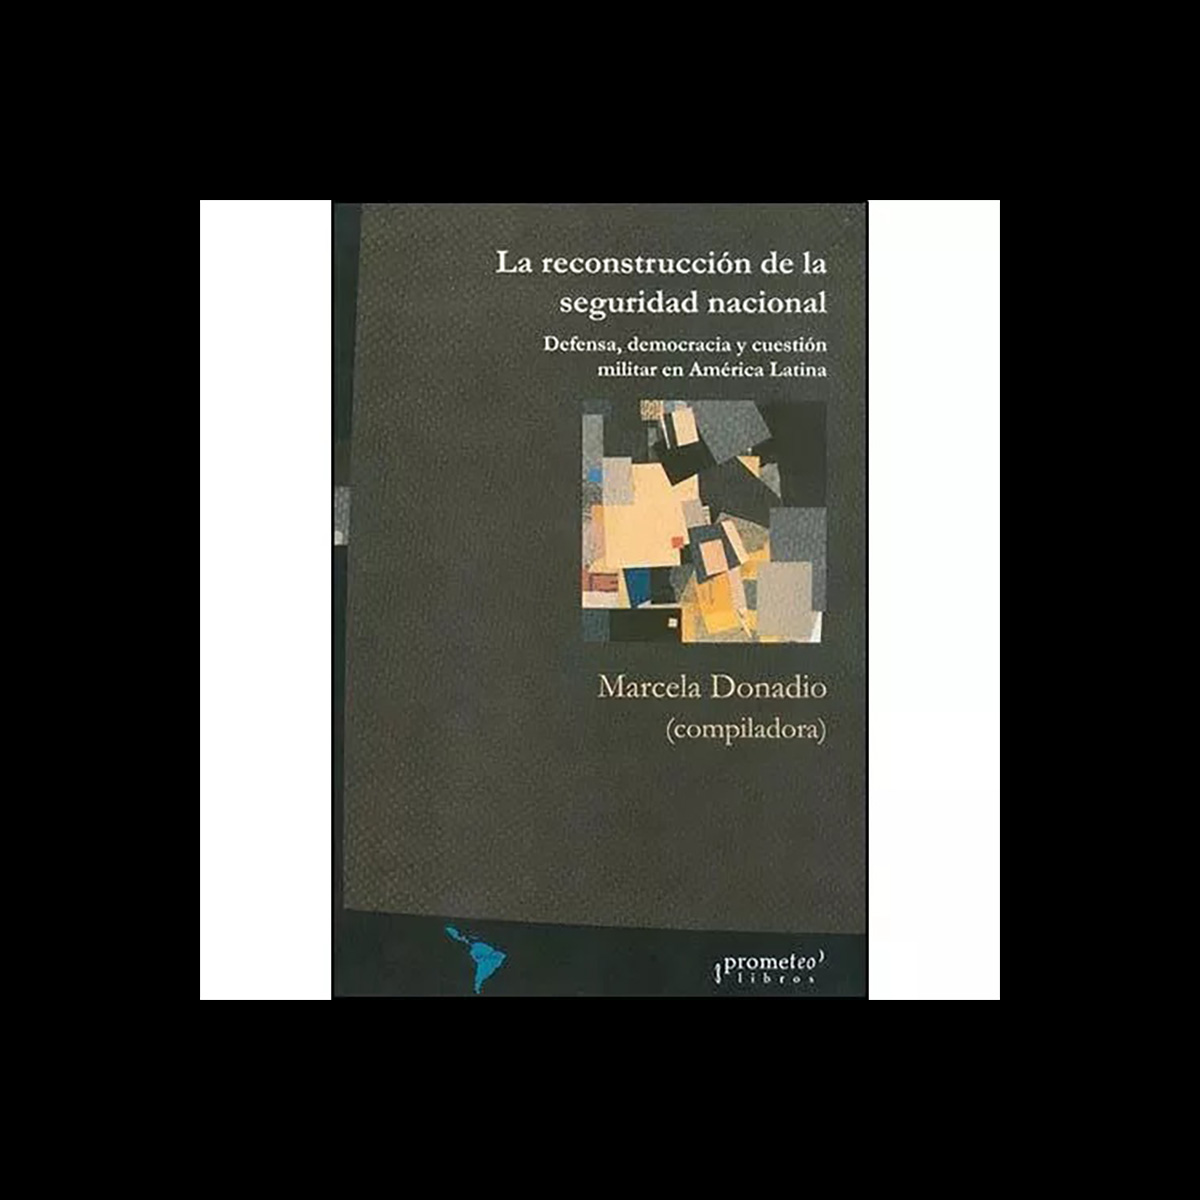 La reconstrucción de la
seguridad nacional
Defensa, democracia y cuestión
militar en América Latina
Marcela Donadio
(compiladora)
prometeo
libros